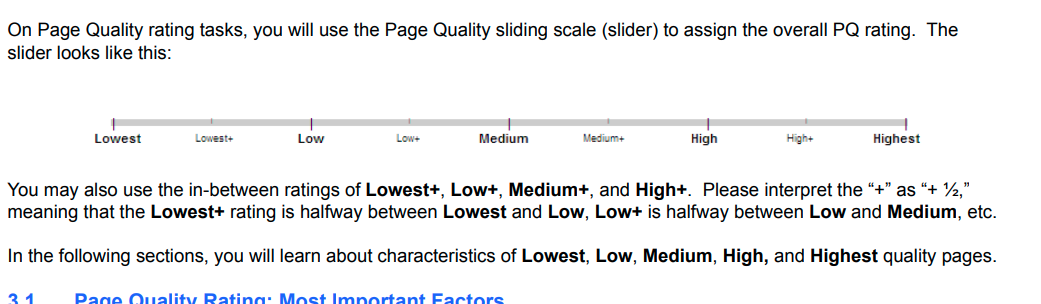 On Page Quality rating tasks, you will use the Page Quality sliding scale (slider) to assign the overall PQ rating.  The
slider looks like this:
Lowest Lowest+ Low Low+ Medium Medium+ High High+ Highest
You may also use the in-between ratings of Lowest+, Low+, Medium+, and High+.  Please interpret the “+” as “+ ½,”
meaning that the Lowest+ rating is halfway between Lowest and Low, Low+ is halfway between Low and Medium, etc.
In the following sections, you will learn about characteristics of Lowest, Low, Medium, High, and Highest quality pages.
3.1 Page Quality Rating: Most Important Factors